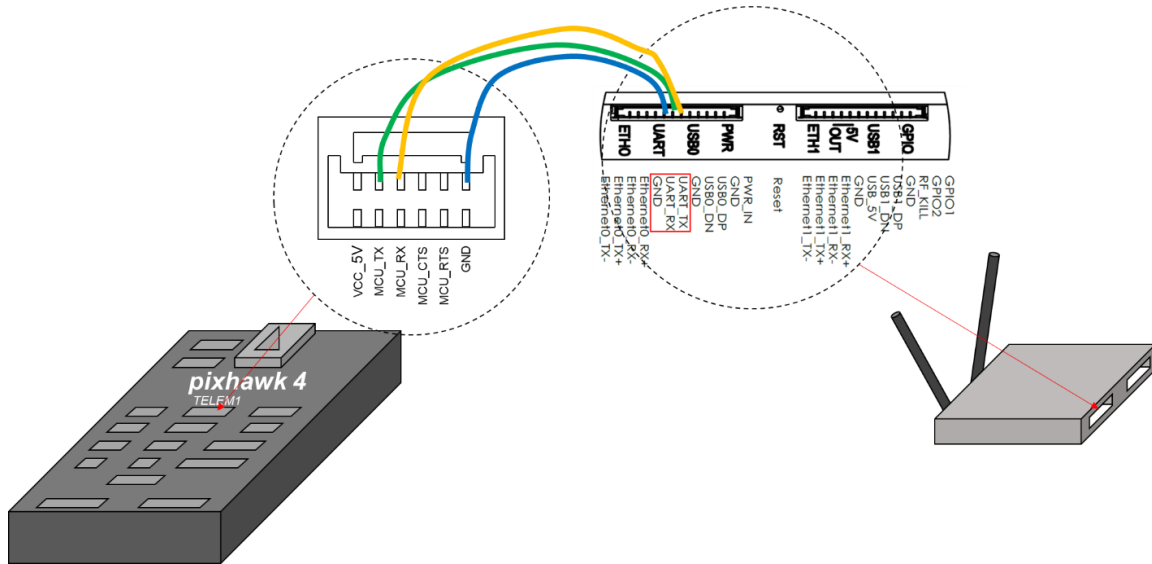 ETH0
UART
USB0
PWR
RST
ETH1
5V
/OUT
USB1
GPIO
Ethernet0_TX-
Ethernet0_TX+
Ethernet0_RX-
Ethernet0_RX+
GND
UART_RX
UART_TX
GND
USB0_DN
USB0_DP
GND
PWR_IN
Reset
Ethernet1_TX-
Ethernet1_TX+
Ethernet1_RX-
Ethernet1_RX+
GND
USB_5V
USB1_DN
USB1_DP
GND
RF_KILL
GPIO2
GPIO1
VCC_5V
MCU_TX
MCU_RX
MCU_CTS
MCU_RTS
GND
pixhawk 4
TELEM1